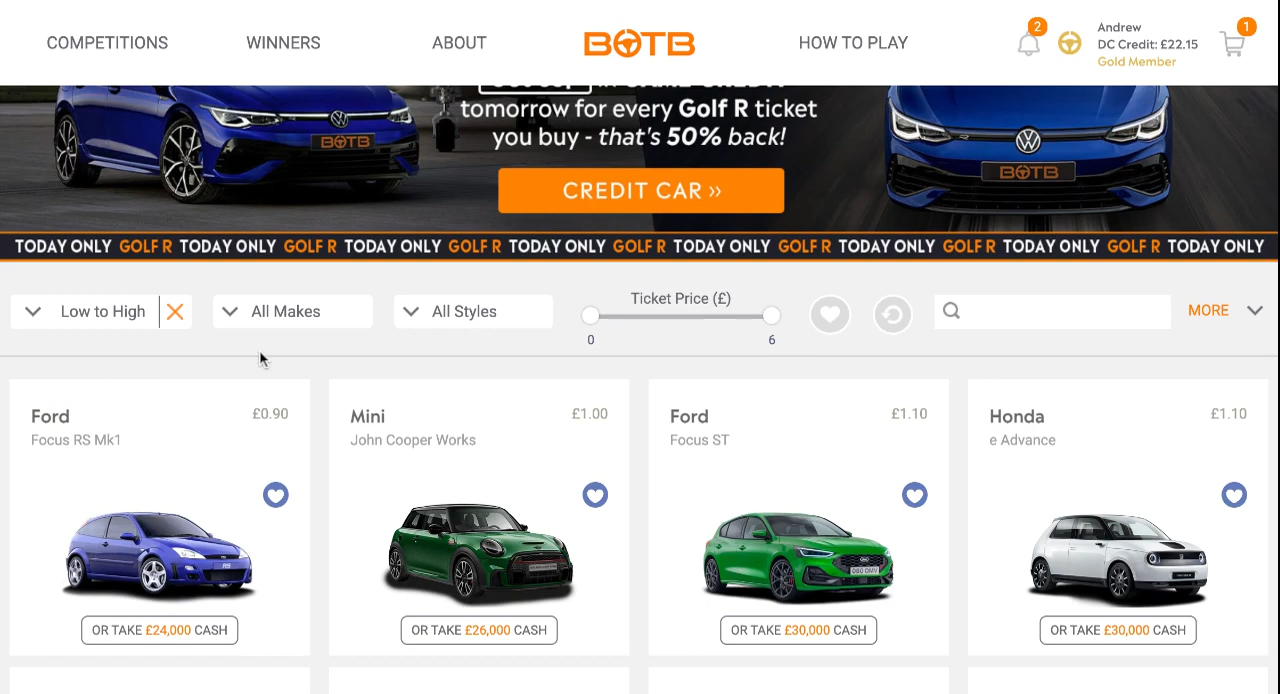 COMPETITIONS
WINNERS
ABOUT
BOTB
HOW TO PLAY
2
Andrew
DC Credit: £22.15
Gold Member
1
tomorrow for every Golf R ticket
you buy - that's 50% back!
BOTB
BOTB
CREDIT CAR »
TODAY ONLY GOLF R TODAY ONLY GOLF R TODAY ONLY GOLF R TODAY ONLY GOLF R TODAY ONLY GOLF R TODAY ONLY GOLF R TODAY ONLY GOLF R TODAY ONLY
Low to High
All Makes
All Styles
Ticket Price (£)
0
6
MORE
Ford
£0.90
Focus RS Mk1
OR TAKE £24,000 CASH
Mini
£1.00
John Cooper Works
OR TAKE £26,000 CASH
Ford
£1.10
Focus ST
OR TAKE £30,000 CASH
Honda
£1.10
e Advance
OR TAKE £30,000 CASH